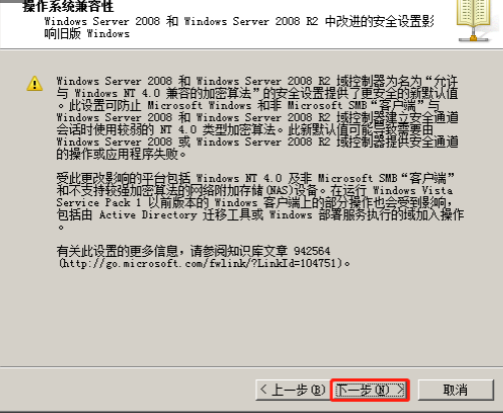 操作系统兼容性
Windows Server 2008 和 Windows Server 2008 R2 中改进的安全设置影
响旧版 Windows
Windows Server 2008 和 Windows Server 2008 R2 域控制器为名为“允许
与 Windows NT 4.0 兼容的加密算法”的安全设置提供了更安全的新默认值
。此设置可防止 Microsoft Windows 和非 Microsoft SMB“客户端”与
Windows Server 2008 和 Windows Server 2008 R2 域控制器建立安全通道
会话时使用较弱的 NT 4.0 类型加密算法。此新默认值可能导致需要由
Windows Server 2008 或 Windows Server 2008 R2 域控制器提供安全通道
的操作或应用程序失败。
受此更改影响的平台包括 Windows NT 4.0 及非 Microsoft SMB“客户端”
和不支持较强加密算法的网络附加存储(NAS)设备。在运行 Windows Vista
Service Pack 1 以前版本的 Windows 客户端上的部分操作也会受到影响,
包括由 Active Directory 迁移工具或 Windows 部署服务执行的域加入操作
。
有关此设置的更多信息，请参阅知识库文章 942564
(http://go.microsoft.com/fwlink/?LinkId=104751)。
< 上一步(B) 下一步(N) > 取消